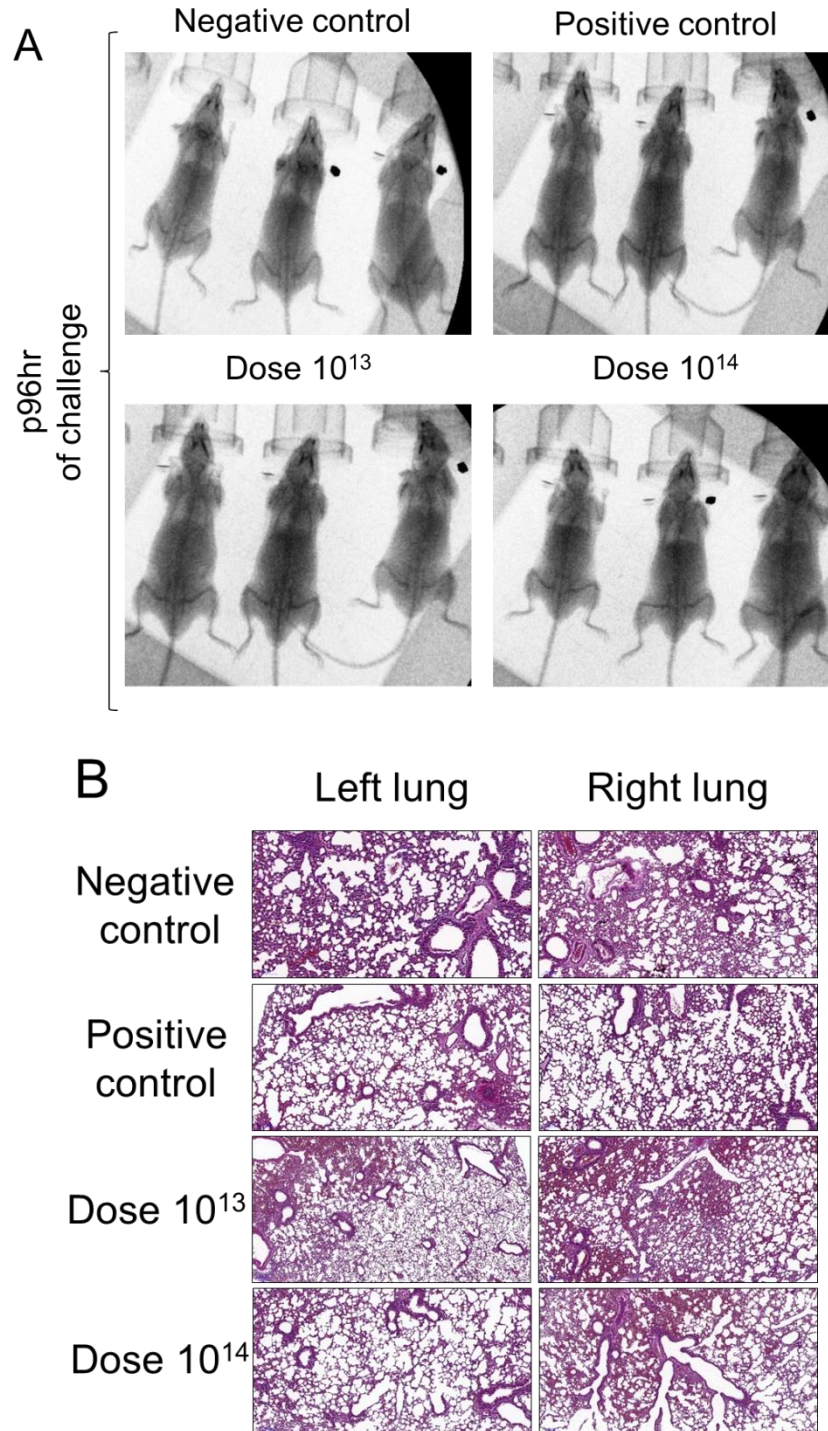 A
Negative control
Positive control
p96hr
of challenge
Dose 10¹³
Dose 10¹⁴
B
Left lung
Right lung
Negative
control
Positive
control
Dose 10¹³
Dose 10¹⁴